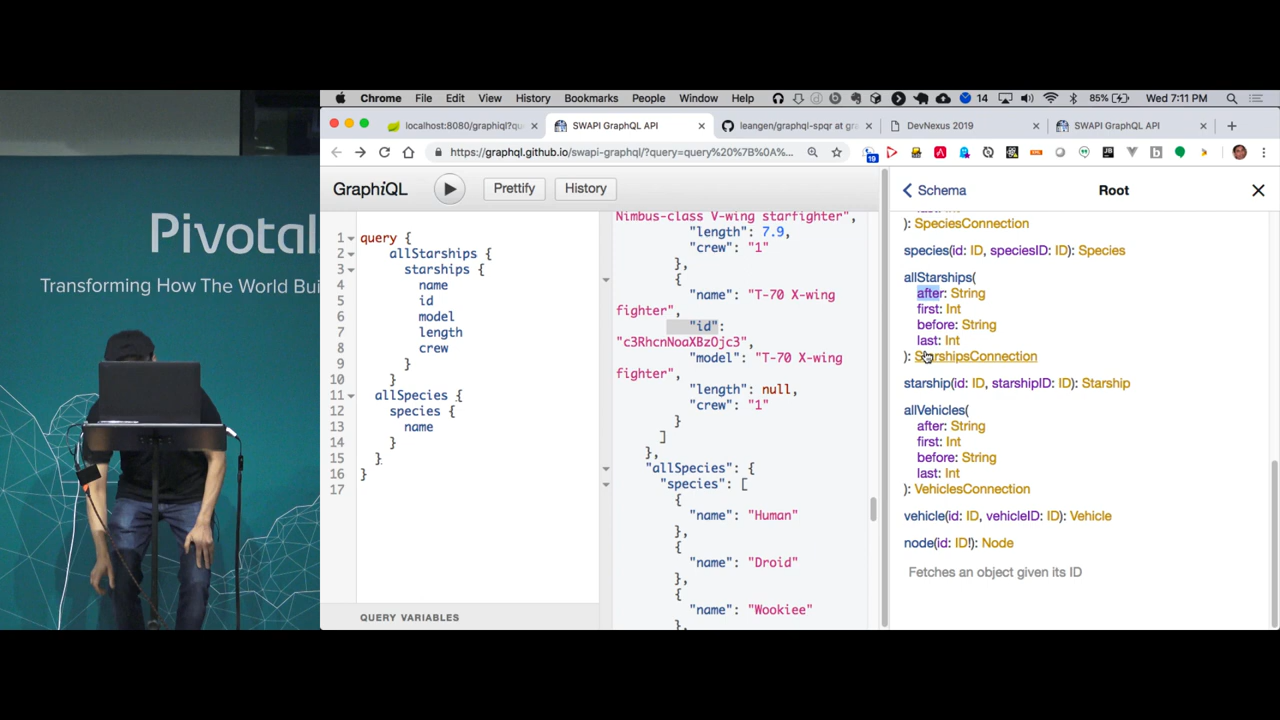 Pivotal
Transforming How The World Bui
Chrome File Edit View History Bookmarks People Window Help 14 85% Wed 7:11 PM
localhost:8080/graphiql?qu
SWAPI GraphQL API
leangen/graphql-spqr at gra
DevNexus 2019
SWAPI GraphQL API
https://graphql.github.io/swapi-graphql/?query=query%20%7B%0A%...
19
GraphiQL
Prettify
History
1 query {
2 allStarships {
3 starships {
4 name
5 id
6 model
7 length
8 crew
9 }
10 }
11 allSpecies {
12 species {
13 name
14 }
15 }
16 }
17
QUERY VARIABLES
Nimbus-class V-wing starfighter",
"length": 7.9,
"crew": "1"
},
{
"name": "T-70 X-wing
fighter",
"id":
"c3RhcnNoaXBzOjc3",
"model": "T-70 X-wing
fighter",
"length": null,
"crew": "1"
}
]
},
"allSpecies": {
"species": [
{
"name": "Human"
},
{
"name": "Droid"
},
{
"name": "Wookiee"
},
Schema
Root
): SpeciesConnection
species(id: ID, speciesID: ID): Species
allStarships(
after: String
first: Int
before: String
last: Int
): StarshipsConnection
starship(id: ID, starshipID: ID): Starship
allVehicles(
after: String
first: Int
before: String
last: Int
): VehiclesConnection
vehicle(id: ID, vehicleID: ID): Vehicle
node(id: ID!): Node
Fetches an object given its ID